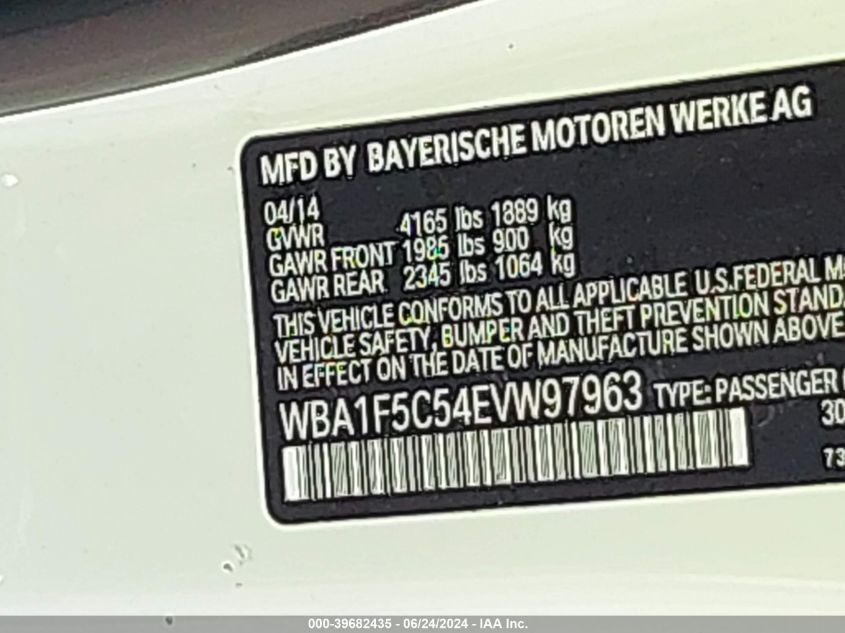 MFD BY BAYERISCHE MOTOREN WERKE AG
04/14
GVWR 4165 lbs 1889 kg
GAWR FRONT 1985 lbs 900 kg
GAWR REAR 2345 lbs 1064 kg
THIS VEHICLE CONFORMS TO ALL APPLICABLE U.S.FEDERAL M
VEHICLE SAFETY, BUMPER AND THEFT PREVENTION STAND
IN EFFECT ON THE DATE OF MANUFACTURE SHOWN ABOVE
WBA1F5C54EVW97963 TYPE: PASSENGER
30
73
000-39682435 - 06/24/2024 - IAA Inc.